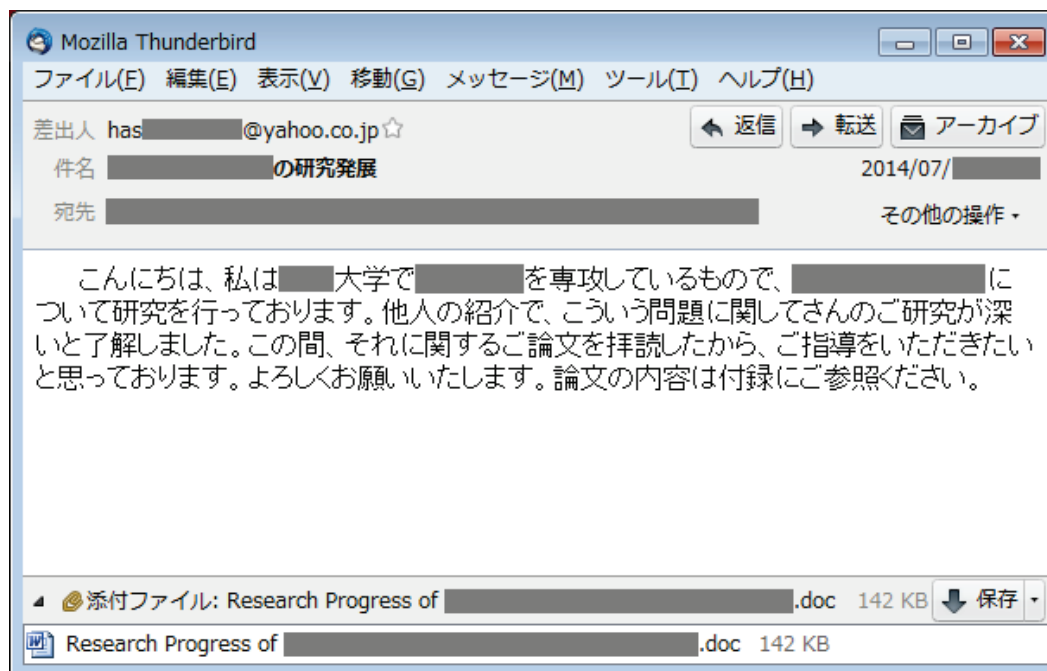 Mozilla Thunderbird
ファイル(F) 編集(E) 表示(V) 移動(G) メッセージ(M) ツール(T) ヘルプ(H)
差出人 has @yahoo.co.jp☆ 返信 転送 アーカイブ
件名 の研究発展 2014/07/
宛先 その他の操作
こんにちは、私は 大学で を専攻しているもので、 に
ついて研究を行っております。他人の紹介で、こういう問題に関してさんのご研究が深
いと了解しました。この間、それに関するご論文を拝読したから、ご指導をいただきたい
と思っております。よろしくお願いいたします。論文の内容は付録にご参照ください。
添付ファイル: Research Progress of .doc 142 KB 保存
Research Progress of .doc 142 KB